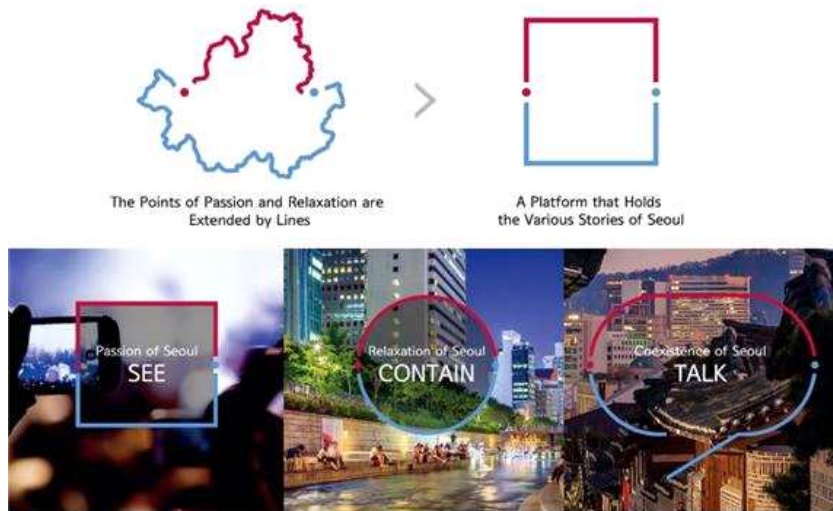 The Points of Passion and Relaxation are
Extended by Lines
A Platform that Holds
the Various Stories of Seoul
Passion of Seoul
SEE
Relaxation of Seoul
CONTAIN
Coexistence of Seoul
TALK